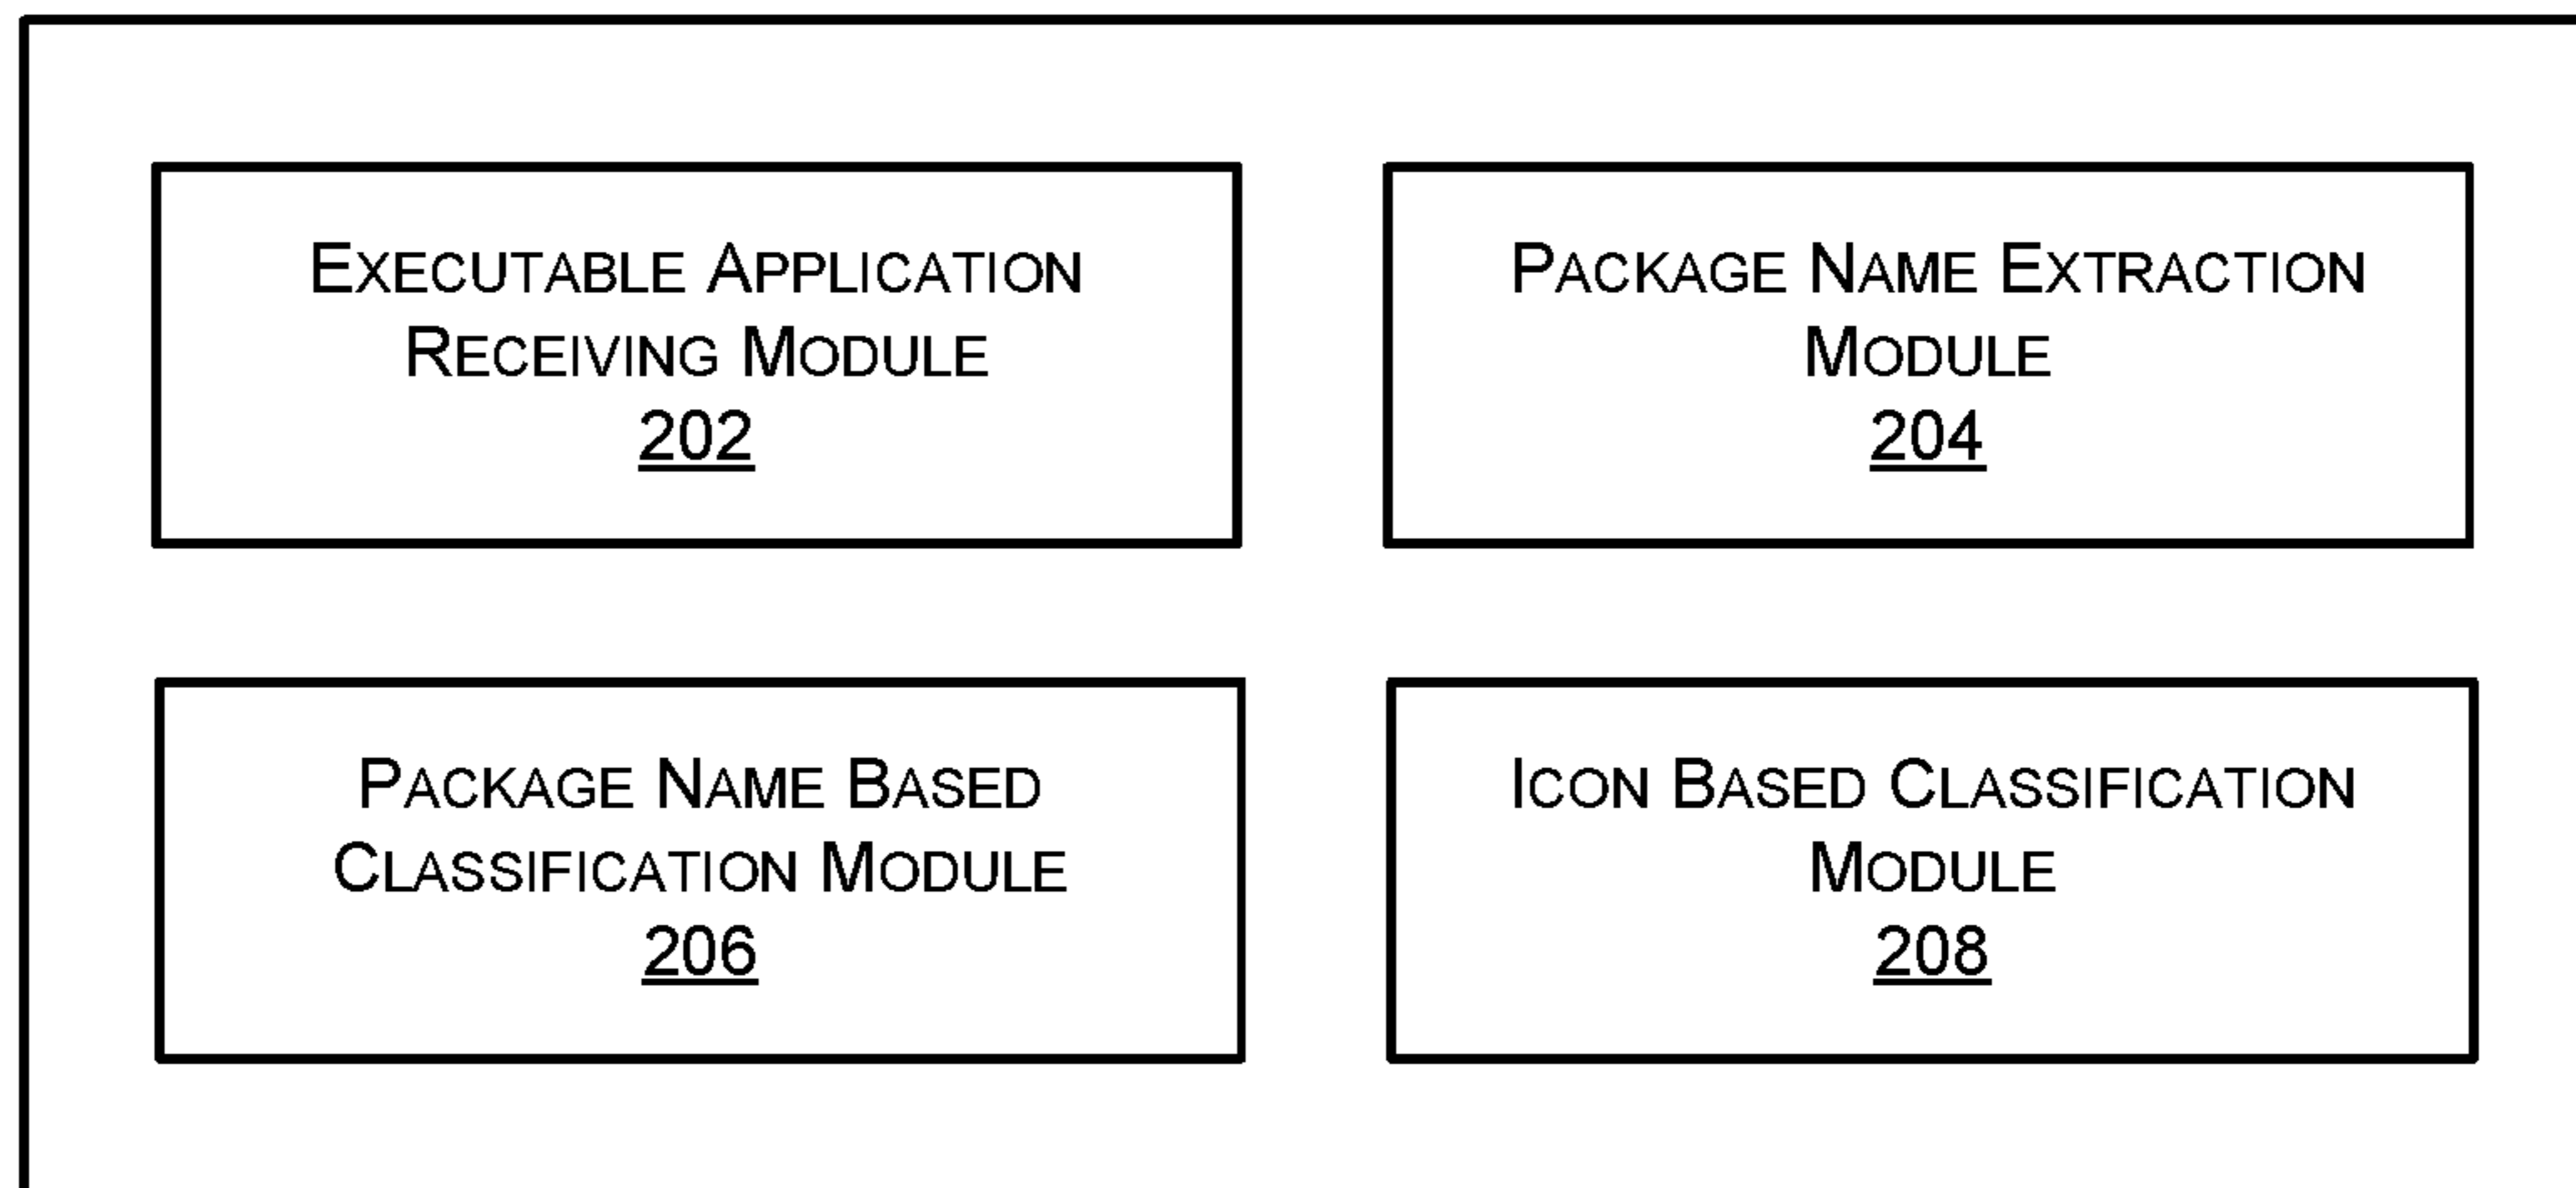 EXECUTABLE APPLICATION
RECEIVING MODULE
202
PACKAGE NAME EXTRACTION
MODULE
204
PACKAGE NAME BASED
CLASSIFICATION MODULE
206
ICON BASED CLASSIFICATION
MODULE
208